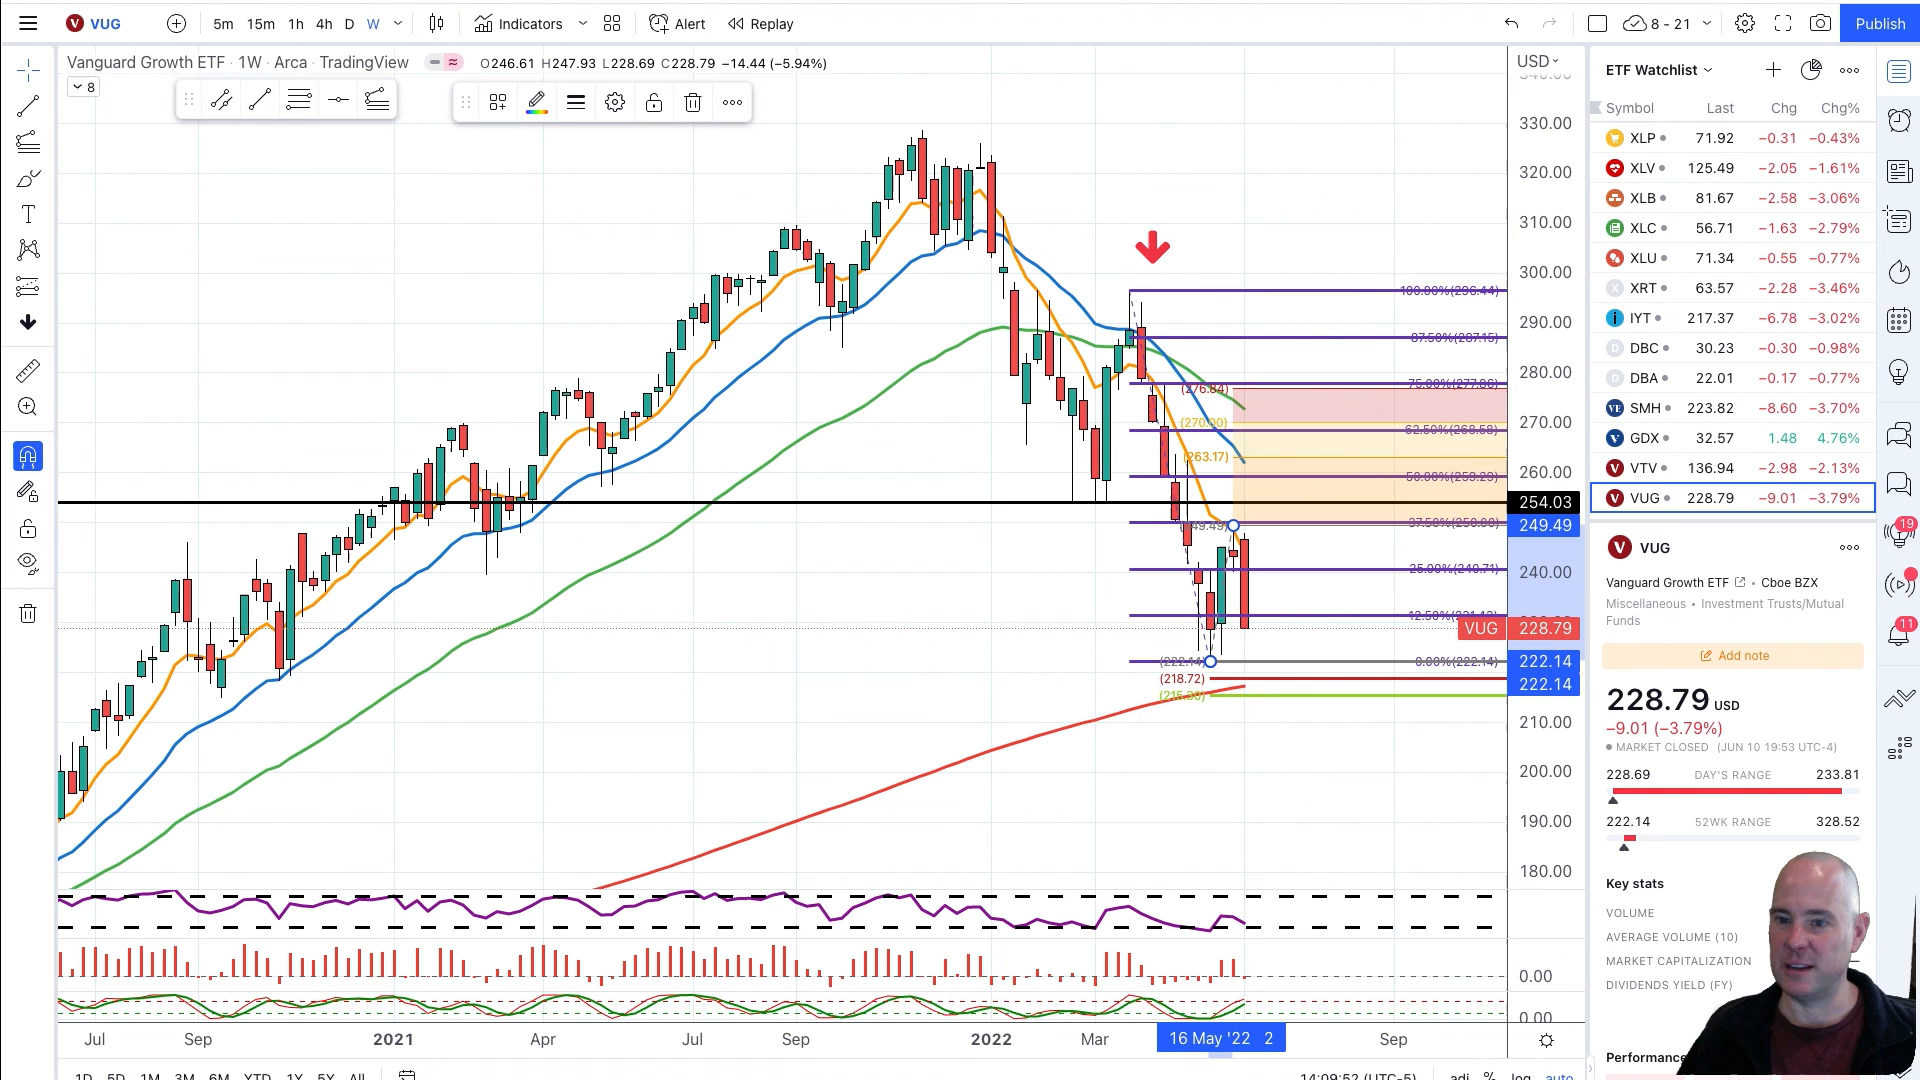 VUG 5m 15m 1h 4h D W Indicators Alert Replay 8 - 21 Publish
Vanguard Growth ETF · 1W · Arca · TradingView O246.61 H247.93 L228.69 C228.79 −14.44 (−5.94%)
8
USD
330.00
320.00
310.00
300.00
290.00
280.00
270.00
260.00
254.03
249.49
240.00
VUG 228.79
222.14
222.14
210.00
200.00
190.00
180.00
0.00
0.00
100.00%(296.44)
87.50%(287.15)
75.00%(277.86)
(276.84)
(270.00)
62.50%(268.58)
(263.17)
50.00%(259.29)
37.50%(250.00)
25.00%(240.71)
12.50%(231.43)
(222.14) 0.00%(222.14)
(218.72)
(215.30)
Jul Sep 2021 Apr Jul Sep 2022 Mar 16 May '22 2 Sep
1D 5D 1M 3M 6M YTD 1Y 5Y All 14:09:52 (UTC-5) adj % log auto
ETF Watchlist
Symbol Last Chg Chg%
XLP 71.92 −0.31 −0.43%
XLV 125.49 −2.05 −1.61%
XLB 81.67 −2.58 −3.06%
XLC 56.71 −1.63 −2.79%
XLU 71.34 −0.55 −0.77%
X XRT 63.57 −2.28 −3.46%
i IYT 217.37 −6.78 −3.02%
D DBC 30.23 −0.30 −0.98%
D DBA 22.01 −0.17 −0.77%
VE SMH 223.82 −8.60 −3.70%
V GDX 32.57 1.48 4.76%
V VTV 136.94 −2.98 −2.13%
V VUG 228.79 −9.01 −3.79%
V VUG
Vanguard Growth ETF • Cboe BZX
Miscellaneous • Investment Trusts/Mutual
Funds
Add note
228.79 USD
−9.01 (−3.79%)
MARKET CLOSED (JUN 10 19:53 UTC-4)
228.69 DAY'S RANGE 233.81
222.14 52WK RANGE 328.52
Key stats
VOLUME
AVERAGE VOLUME (10)
MARKET CAPITALIZATION
DIVIDENDS YIELD (FY)
Performance
19
11